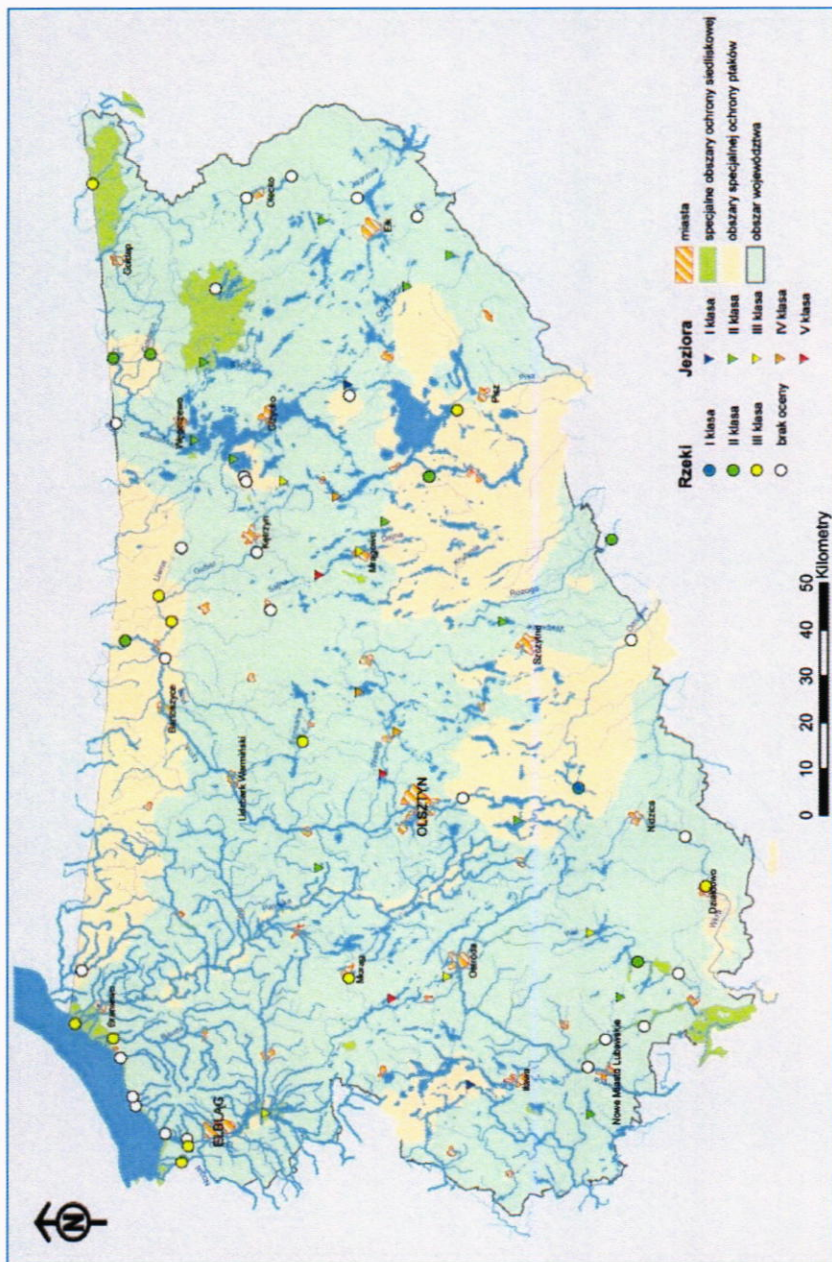 N
ELBLĄG
Braniewo
Bartoszyce
Lidzbark Warmiński
Kętrzyn
Węgorzewo
Giżycko
Gołdap
Olecko
Ełk
Pisz
Mrągowo
Szczytno
OLSZTYN
Morąg
Ostróda
Iława
Nowe Miasto Lubawskie
Działdowo
Nidzica
Guber
Rozoga
Pisa
0 10 20 30 40 50
Kilometry
Rzeki
I klasa
II klasa
III klasa
brak oceny
Jeziora
I klasa
II klasa
III klasa
IV klasa
V klasa
miasta
specjalne obszary ochrony siedliskowej
obszary specjalnej ochrony ptaków
obszar województwa